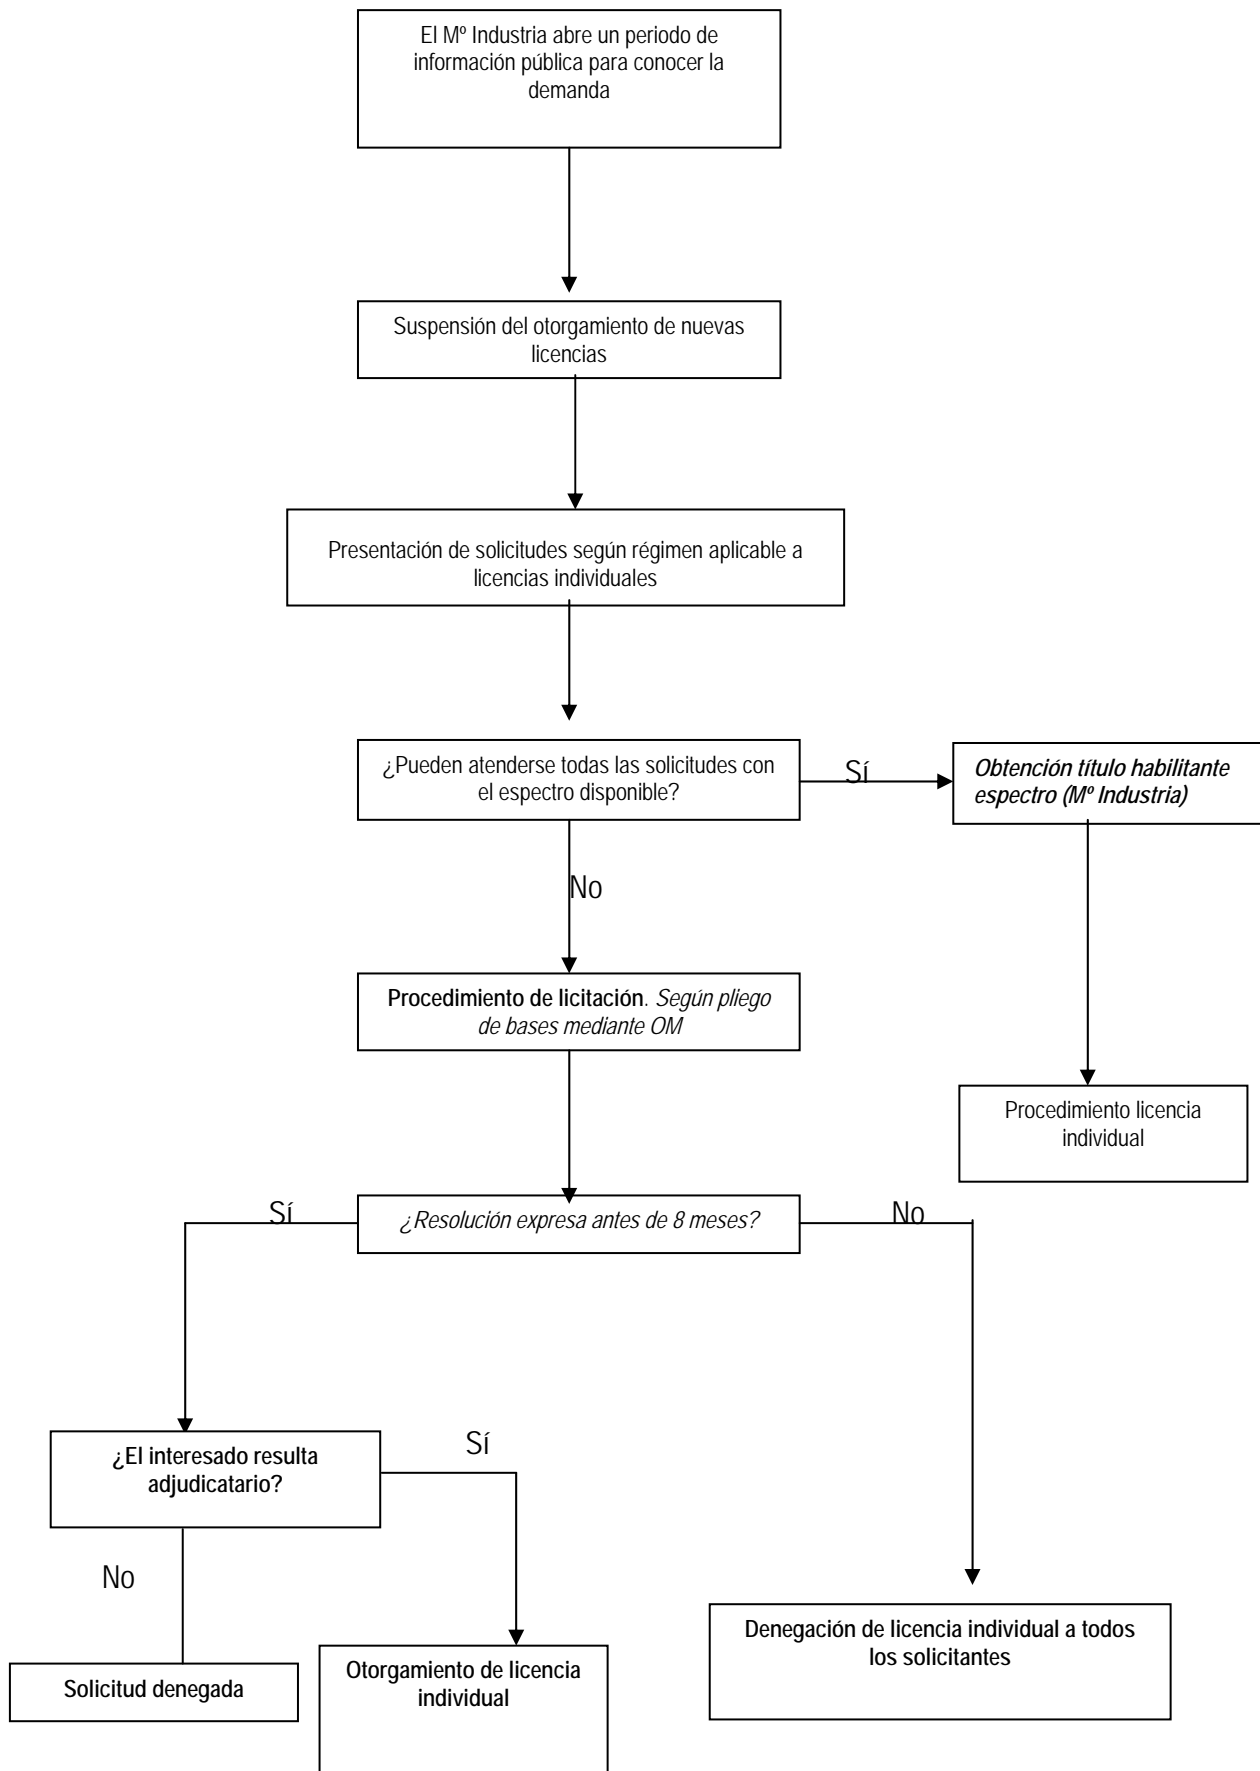 El Mº Industria abre un periodo de
información pública para conocer la
demanda
Suspensión del otorgamiento de nuevas
licencias
Presentación de solicitudes según régimen aplicable a
licencias individuales
¿Pueden atenderse todas las solicitudes con
el espectro disponible?
Sí
Obtención título habilitante
espectro (Mº Industria)
No
Procedimiento de licitación. Según pliego
de bases mediante OM
Procedimiento licencia
individual
Sí
¿Resolución expresa antes de 8 meses?
No
¿El interesado resulta
adjudicatario?
Sí
No
Denegación de licencia individual a todos
los solicitantes
Solicitud denegada
Otorgamiento de licencia
individual